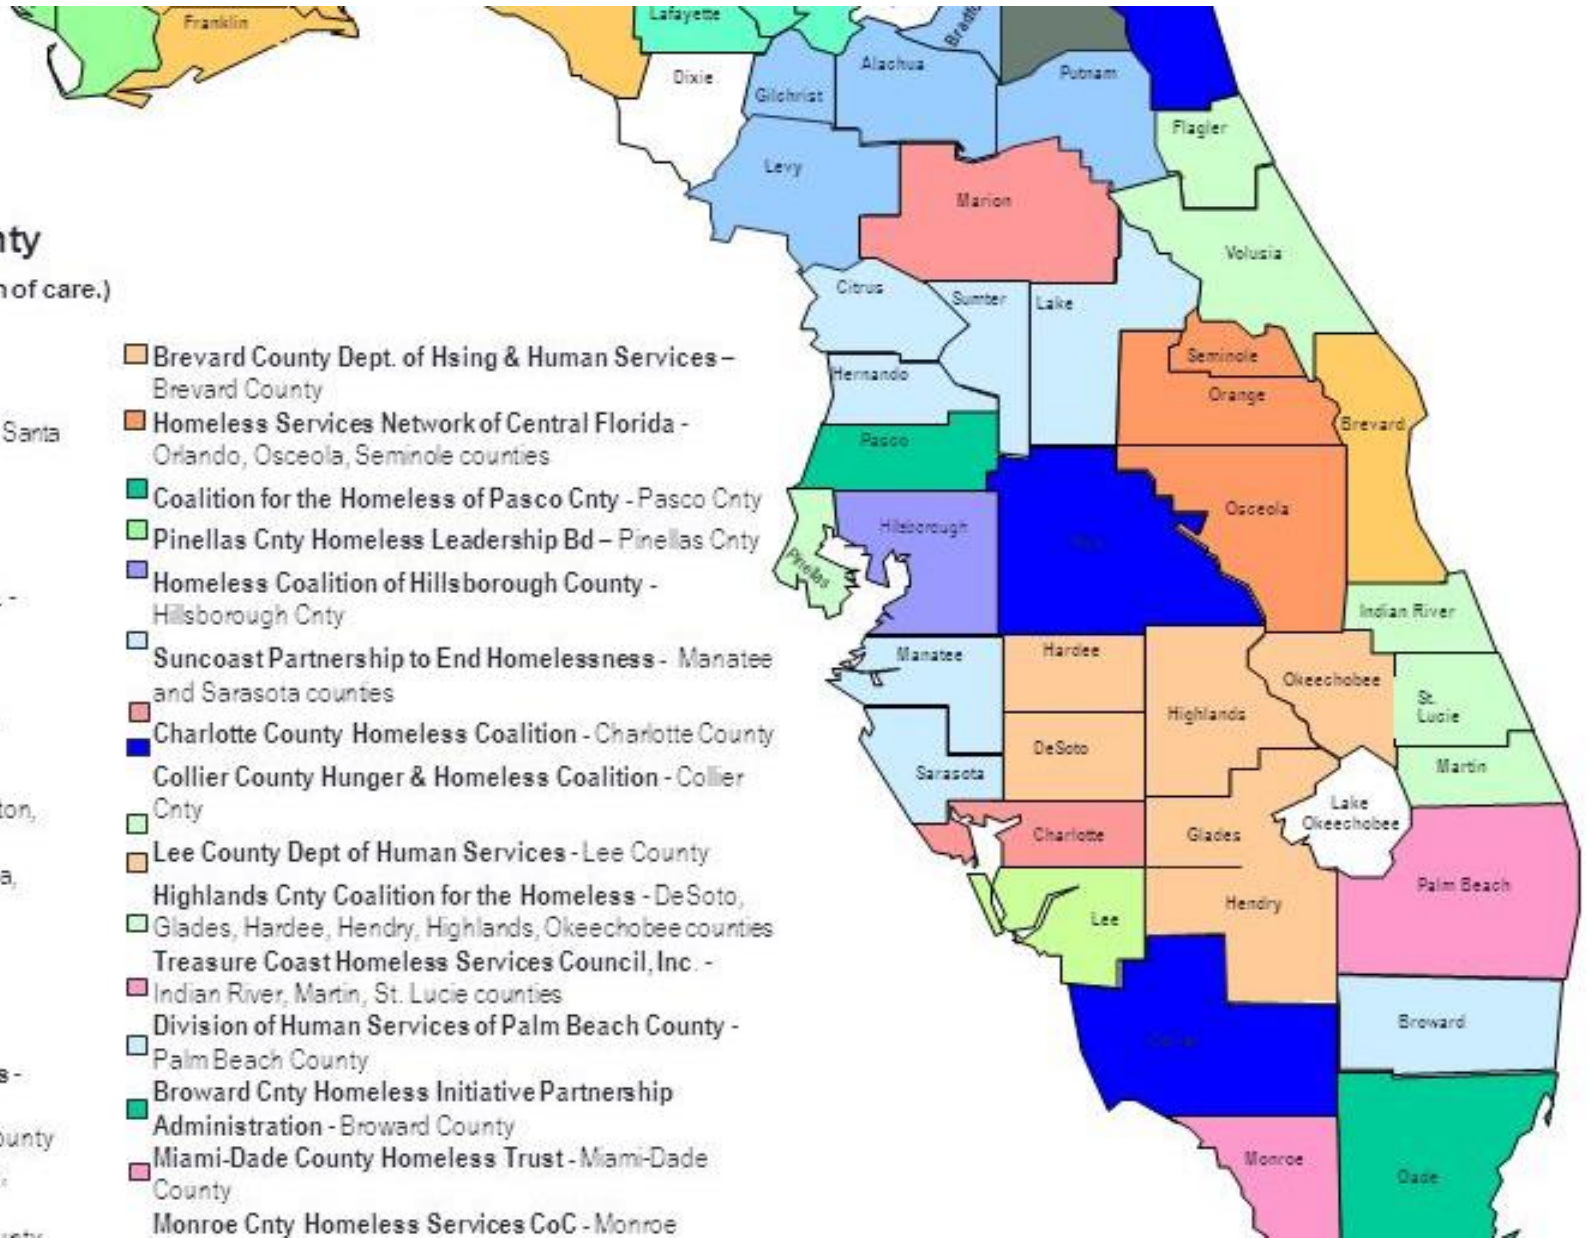 Franklin
Lafayette
Dixie
Gilchrist
Alachua
Putnam
Flagler
Levy
Marion
Volusia
nty
n of care.)
Citrus
Sumter
Lake
Hernando
Seminole
Orange
Brevard
Pasco
Osceola
Hillsborough
Pinellas
Indian River
Manatee
Hardee
Okeechobee
Highlands
St.
Lucie
DeSoto
Sarasota
Martin
Lake
Okeechobee
Charlotte
Glades
Palm Beach
Hendry
Lee
Broward
Collier
Monroe
Dade
Brevard County Dept. of Hsing & Human Services –
Brevard County
Homeless Services Network of Central Florida -
Orlando, Osceola, Seminole counties
Coalition for the Homeless of Pasco Cnty - Pasco Cnty
Pinellas Cnty Homeless Leadership Bd – Pinellas Cnty
Homeless Coalition of Hillsborough County -
Hillsborough Cnty
Suncoast Partnership to End Homelessness - Manatee
and Sarasota counties
Charlotte County Homeless Coalition - Charlotte County
Collier County Hunger & Homeless Coalition - Collier
Cnty
Lee County Dept of Human Services - Lee County
Highlands Cnty Coalition for the Homeless - DeSoto,
Glades, Hardee, Hendry, Highlands, Okeechobee counties
Treasure Coast Homeless Services Council, Inc. -
Indian River, Martin, St. Lucie counties
Division of Human Services of Palm Beach County -
Palm Beach County
Broward Cnty Homeless Initiative Partnership
Administration - Broward County
Miami-Dade County Homeless Trust - Miami-Dade
County
Monroe Cnty Homeless Services CoC - Monroe
Santa
. -
ton,
a,
s -
ounty